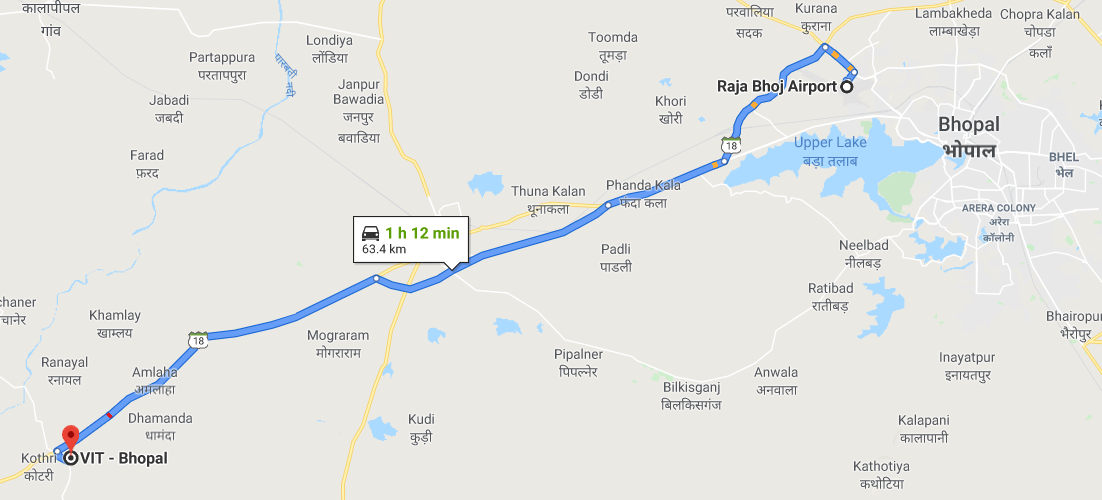 कालापीपल
गांव
Londiya
लोंडिया
Partappura
परतापपुरा
पारबती नदी
Jabadi
जबदी
Janpur
Bawadia
जनपुर
बवाडिया
Farad
फ़रद
Toomda
तूमड़ा
Dondi
डोडी
Khori
खोरी
परवालिया
सदक
Kurana
कुराना
Lambakheda
लाम्बाखेड़ा
Chopra Kalan
चोपडा
कलाँ
Raja Bhoj Airport
18
Upper Lake
बड़ा तलाब
Bhopal
भोपाल
BHEL
भेल
ARERA COLONY
अरेरा
कॉलोनी
Thuna Kalan
थूनाकला
Phanda Kala
फंदा कला
1 h 12 min
63.4 km
Padli
पाडली
Neelbad
नीलबड़
Ratibad
रातीबड़
Bhairopur
भैरोपुर
chaner
चानेर
Khamlay
खाम्लय
18
Mograram
मोगराराम
Ranayal
रनायल
Amlaha
अमलाहा
Dhamanda
धामंदा
Kudi
कुड़ी
Pipalner
पिपल्नेर
Bilkisganj
बिलकिसगंज
Anwala
अनवाला
Inayatpur
इनायतपुर
Kalapani
कालापानी
Kathotiya
कथोटिया
Kothri
कोटरी
VIT - Bhopal